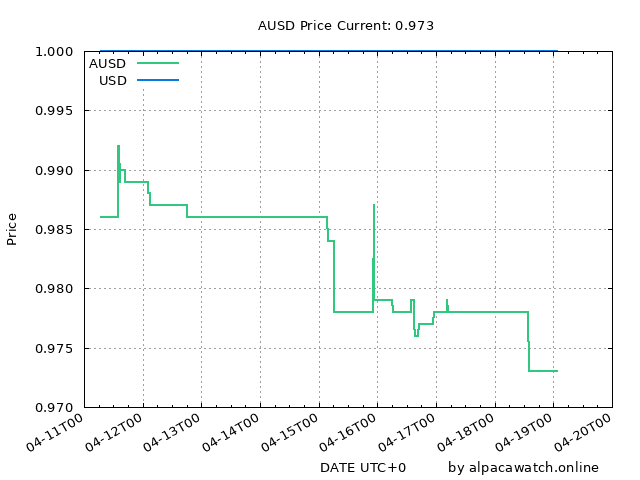 AUSD Price Current: 0.973
1.000
0.995
0.990
0.985
0.980
0.975
0.970
Price
AUSD
USD
04-11T00
04-12T00
04-13T00
04-14T00
04-15T00
04-16T00
04-17T00
04-18T00
04-19T00
04-20T00
DATE UTC+0
by alpacawatch.online